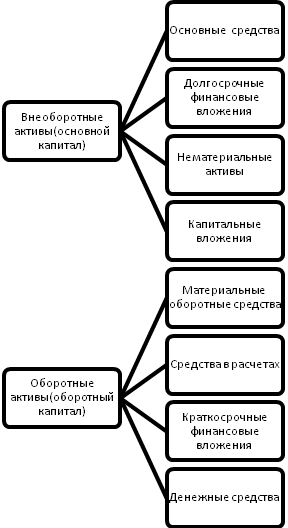 Внеоборотные
активы(основной
капитал)
Основные средства
Долгосрочные
финансовые
вложения
Нематериальные
активы
Капитальные
вложения
Оборотные
активы(оборотный
капитал)
Материальные
оборотные средства
Средства в расчетах
Краткосрочные
финансовые
вложения
Денежные средства